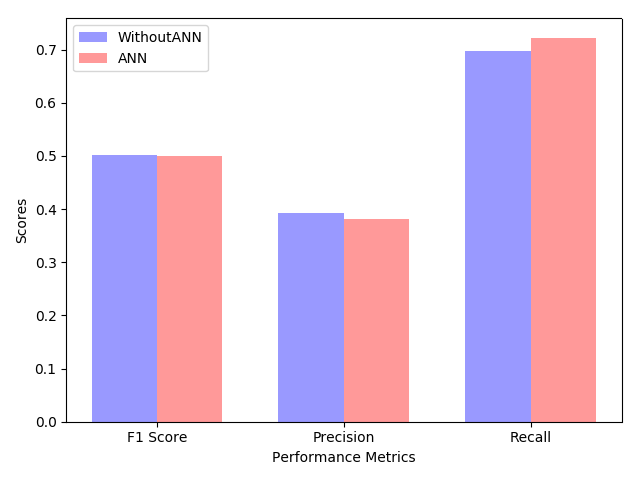 WithoutANN
ANN
0.7
0.6
0.5
0.4
0.3
0.2
0.1
0.0
Scores
F1 Score
Precision
Recall
Performance Metrics